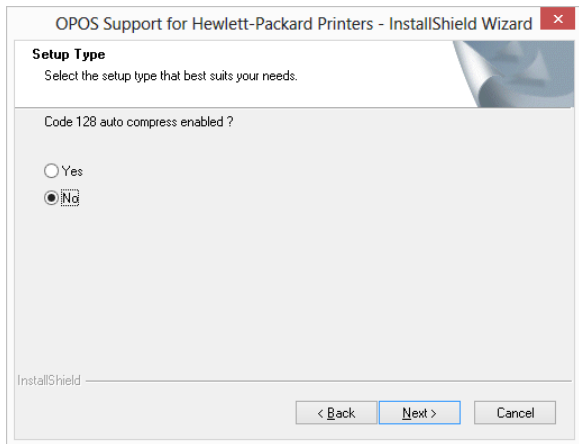 OPOS Support for Hewlett-Packard Printers - InstallShield Wizard
Setup Type
Select the setup type that best suits your needs.
Code 128 auto compress enabled ?
Yes
No
InstallShield
< Back Next > Cancel